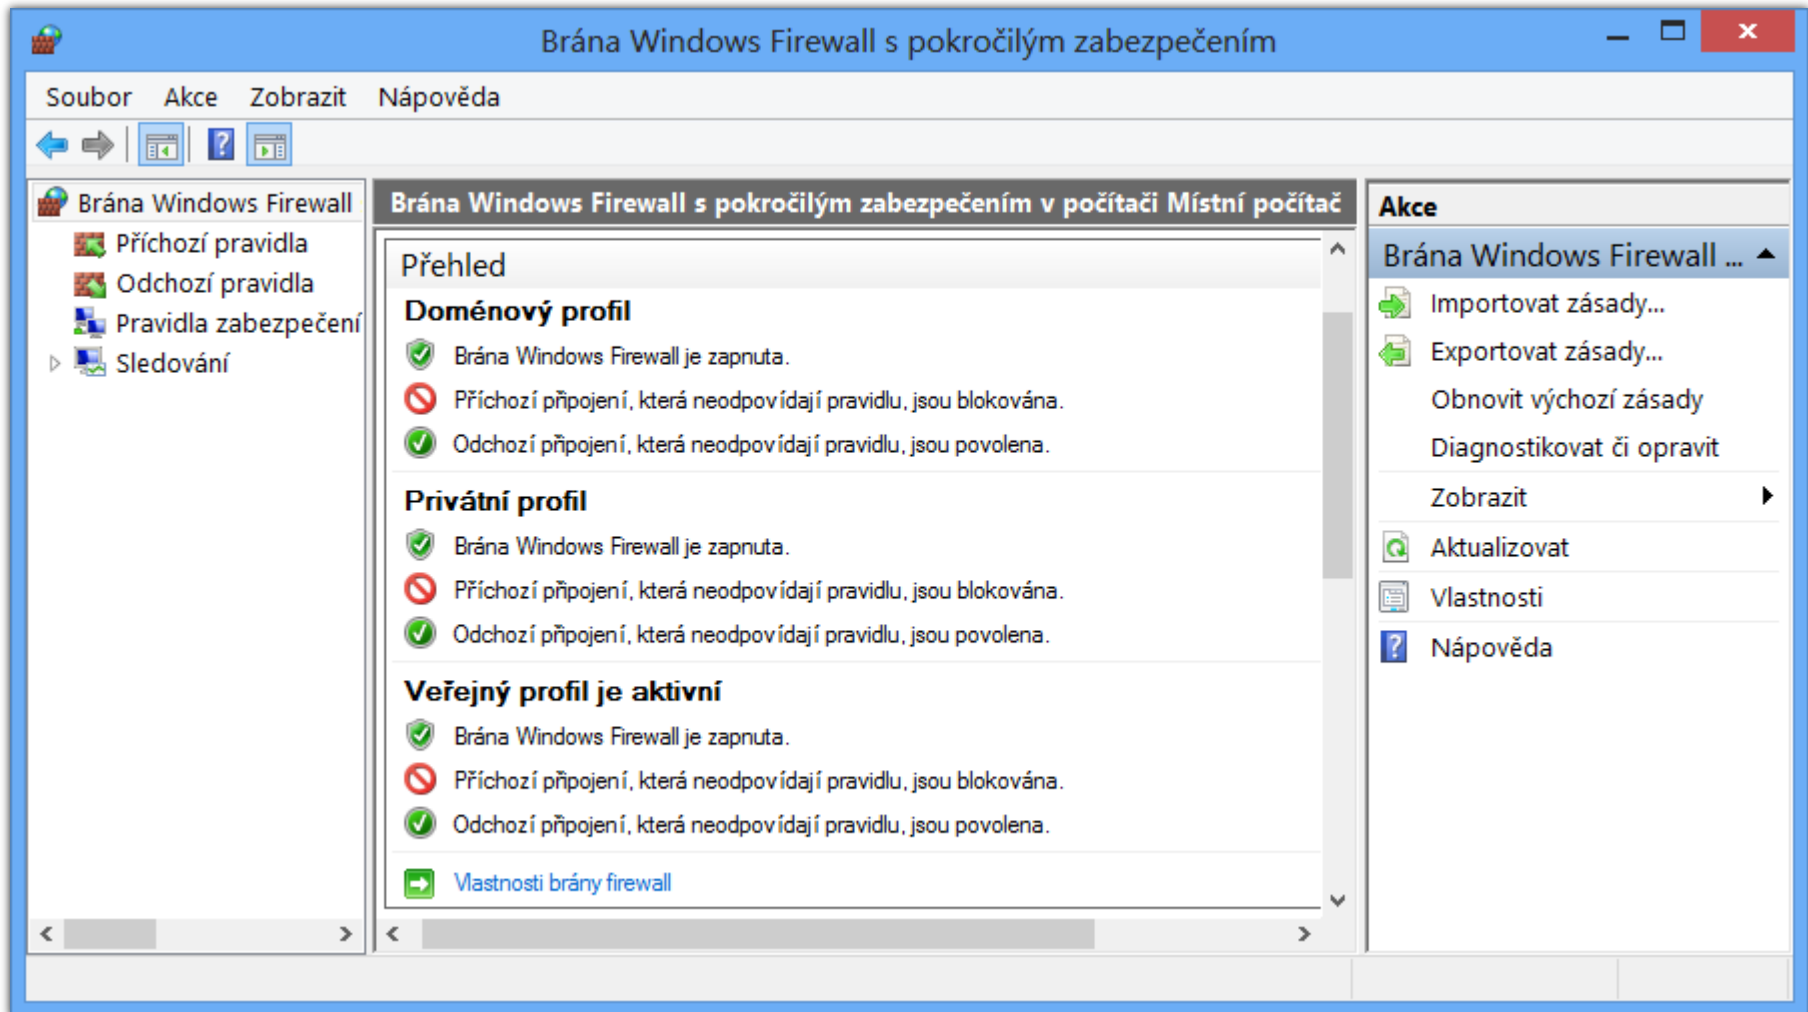 Brána Windows Firewall s pokročilým zabezpečením
Soubor Akce Zobrazit Nápověda
Brána Windows Firewall
Příchozí pravidla
Odchozí pravidla
Pravidla zabezpečení
Sledování
Brána Windows Firewall s pokročilým zabezpečením v počítači Místní počítač
Přehled
Doménový profil
Brána Windows Firewall je zapnuta.
Příchozí připojení, která neodpovídají pravidlu, jsou blokována.
Odchozí připojení, která neodpovídají pravidlu, jsou povolena.
Privátní profil
Brána Windows Firewall je zapnuta.
Příchozí připojení, která neodpovídají pravidlu, jsou blokována.
Odchozí připojení, která neodpovídají pravidlu, jsou povolena.
Veřejný profil je aktivní
Brána Windows Firewall je zapnuta.
Příchozí připojení, která neodpovídají pravidlu, jsou blokována.
Odchozí připojení, která neodpovídají pravidlu, jsou povolena.
Vlastnosti brány firewall
Akce
Brána Windows Firewall ...
Importovat zásady...
Exportovat zásady...
Obnovit výchozí zásady
Diagnostikovat či opravit
Zobrazit
Aktualizovat
Vlastnosti
Nápověda